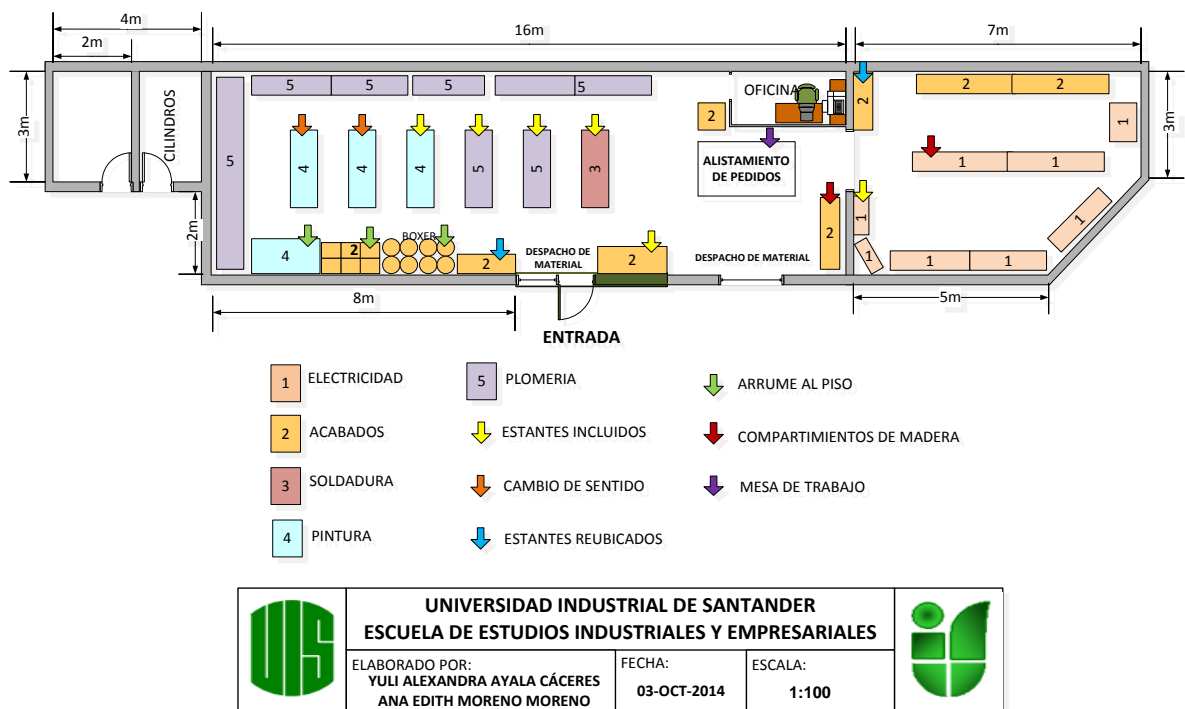 4m
16m
7m
2m
3m
CILINDROS
5
5
5
5
5
OFICINA
2
2
2
2
1
3m
4
4
4
5
5
3
ALISTAMIENTO
DE PEDIDOS
1
1
2m
4
2
BOXER
2
DESPACHO DE
MATERIAL
2
DESPACHO DE MATERIAL
2
1
1
1
1
1
8m
5m
ENTRADA
1 ELECTRICIDAD
5 PLOMERIA
ARRUME AL PISO
2 ACABADOS
ESTANTES INCLUIDOS
COMPARTIMIENTOS DE MADERA
3 SOLDADURA
CAMBIO DE SENTIDO
MESA DE TRABAJO
4 PINTURA
ESTANTES REUBICADOS
UIS
UNIVERSIDAD INDUSTRIAL DE SANTANDER
ESCUELA DE ESTUDIOS INDUSTRIALES Y EMPRESARIALES
ELABORADO POR:
YULI ALEXANDRA AYALA CÁCERES
ANA EDITH MORENO MORENO
FECHA:
03-OCT-2014
ESCALA:
1:100